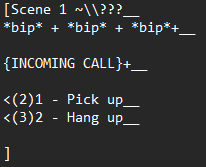 [Scene 1 ~\\???__
*bip* + *bip* + *bip*+__
{INCOMING CALL}+__
<(2)1 - Pick up__
<(3)2 - Hang up__
]